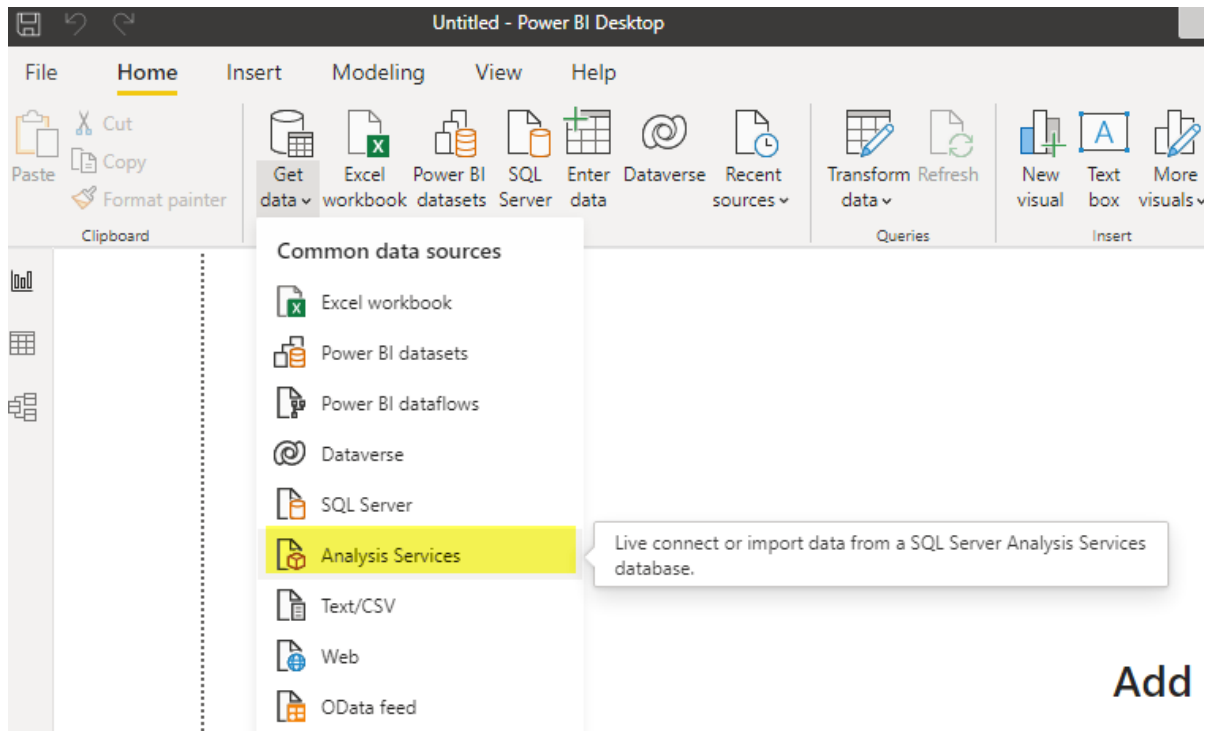 Untitled - Power BI Desktop
File Home Insert Modeling View Help
Paste
Cut
Copy
Format painter
Clipboard
Get data
Excel workbook
Power BI datasets
SQL Server
Enter data
Dataverse
Recent sources
Transform data
Refresh
Queries
New visual
Text box
More visuals
Insert
Common data sources
Excel workbook
Power BI datasets
Power BI dataflows
Dataverse
SQL Server
Analysis Services
Live connect or import data from a SQL Server Analysis Services
database.
Text/CSV
Web
OData feed
Add